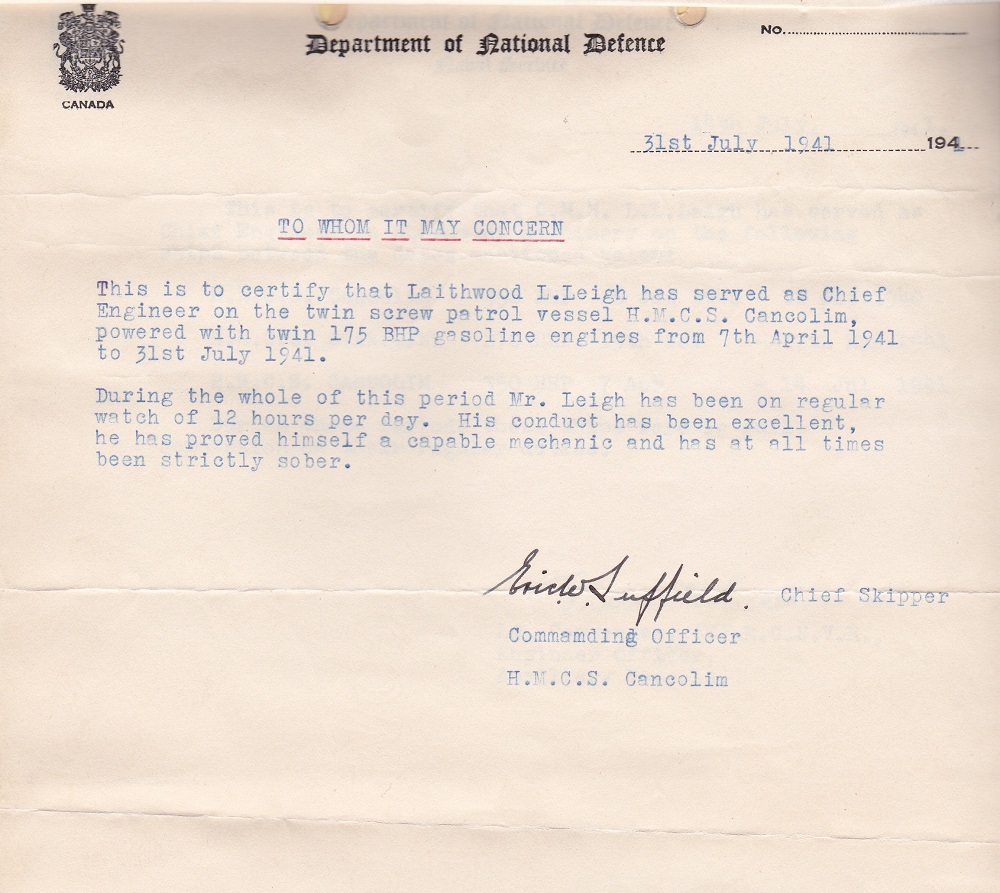 CANADA
Department of National Defence
No.
31st July 1941 1941
TO WHOM IT MAY CONCERN
This is to certify that Laithwood L.Leigh has served as Chief
Engineer on the twin screw patrol vessel H.M.C.S. Cancolim,
powered with twin 175 BHP gasoline engines from 7th April 1941
to 31st July 1941.
During the whole of this period Mr. Leigh has been on regular
watch of 12 hours per day. His conduct has been excellent,
he has proved himself a capable mechanic and has at all times
been strictly sober.
Eric W. Suffield. Chief Skipper
Commamding Officer
H.M.C.S. Cancolim